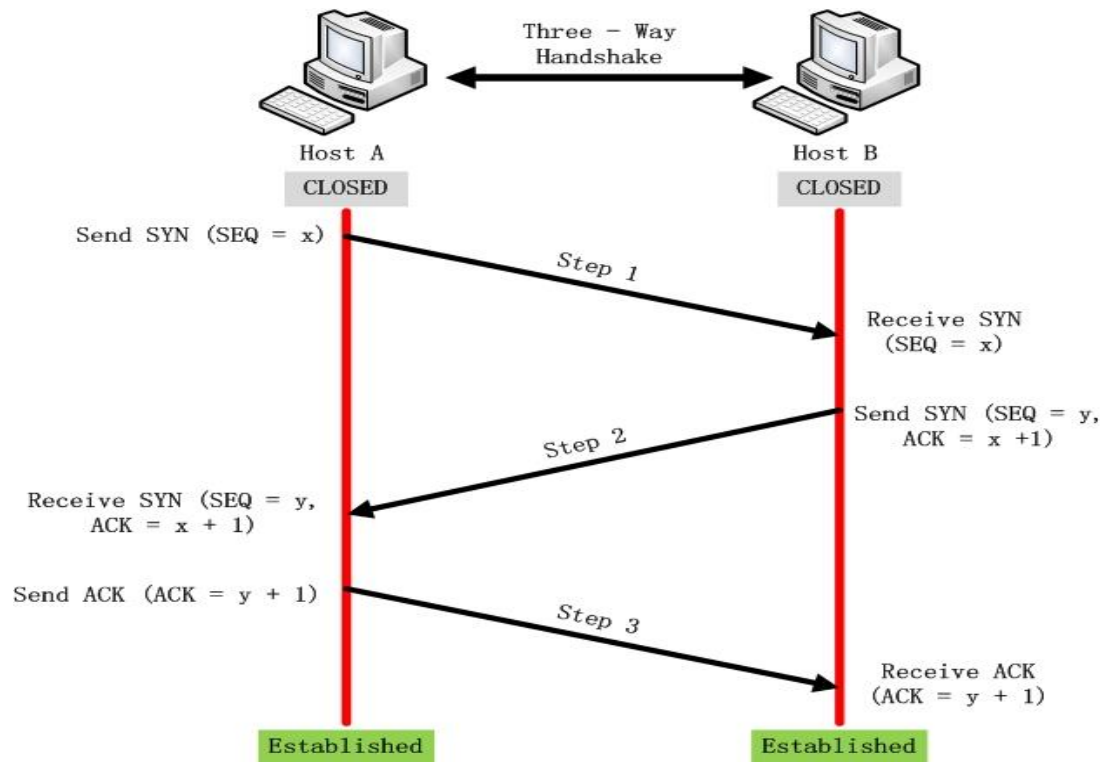 Three - Way
Handshake
Host A
Host B
CLOSED
CLOSED
Send SYN (SEQ = x)
Step 1
Receive SYN
(SEQ = x)
Send SYN (SEQ = y,
ACK = x +1)
Step 2
Receive SYN (SEQ = y,
ACK = x + 1)
Send ACK (ACK = y + 1)
Step 3
Receive ACK
(ACK = y + 1)
Established
Established